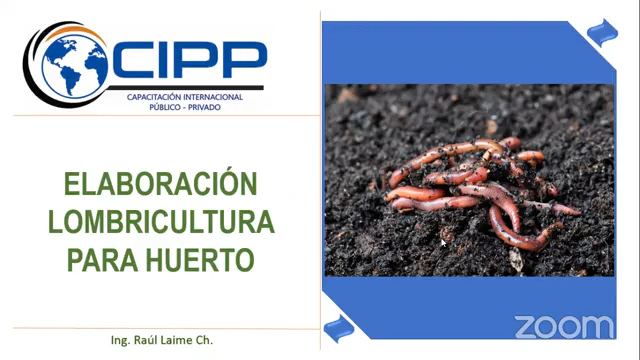 CIPP
CAPACITACIÓN INTERNACIONAL
PÚBLICO - PRIVADO
ELABORACIÓN
LOMBRICULTURA
PARA HUERTO
Ing. Raúl Laime Ch.
zoom